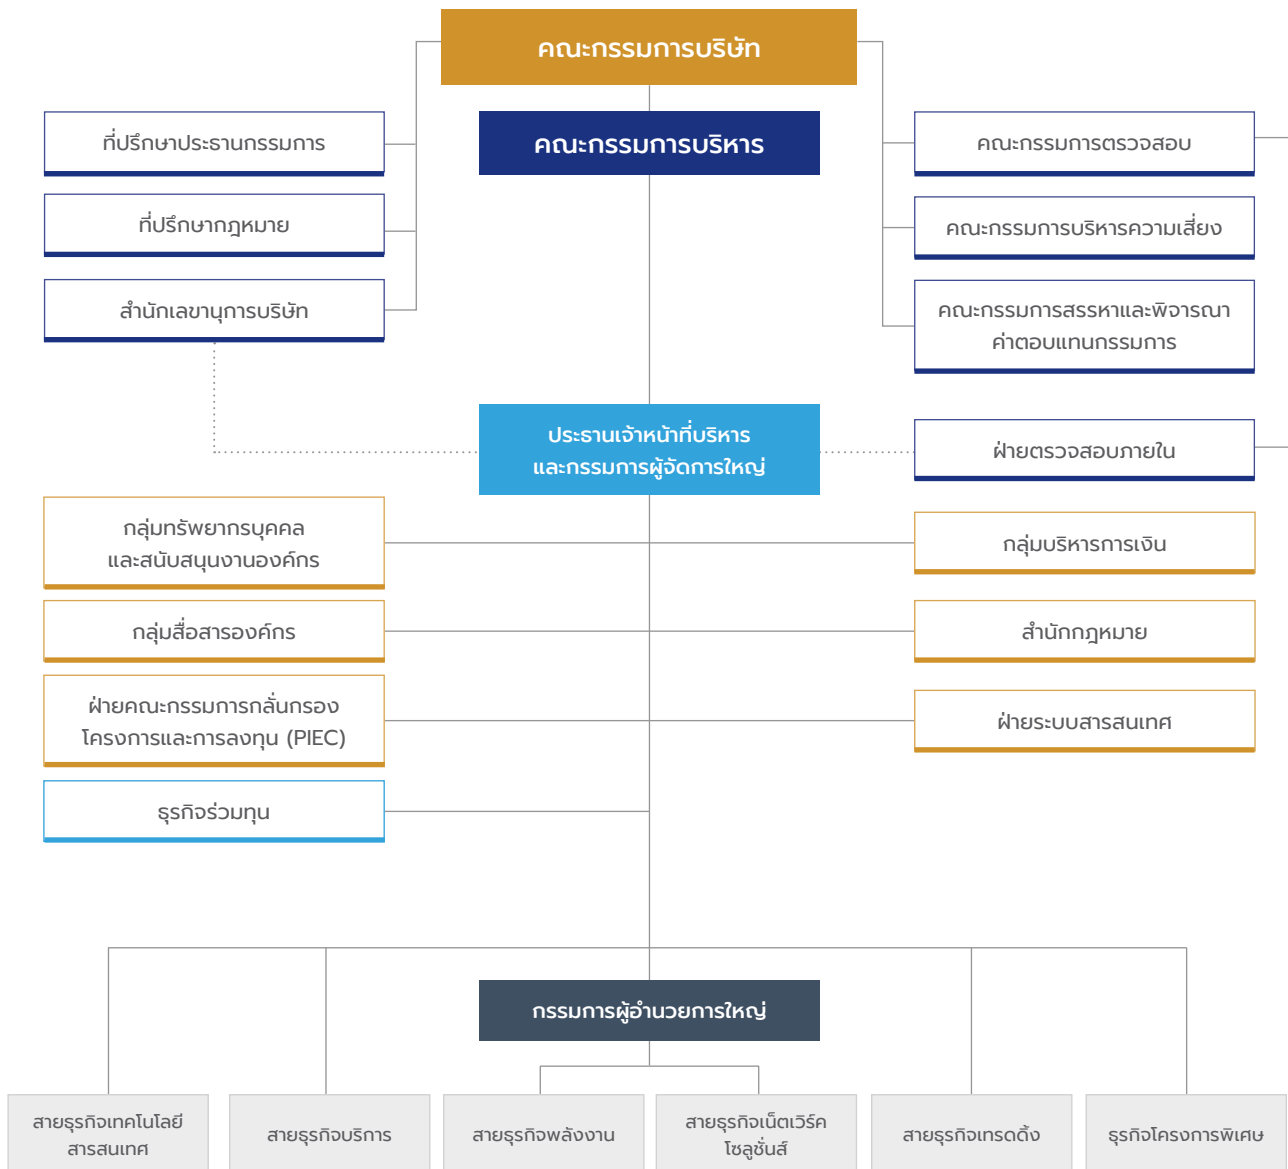 คณะกรรมการบริษัท
คณะกรรมการบริหาร
ที่ปรึกษาประธานกรรมการ
ที่ปรึกษากฎหมาย
สำนักเลขานุการบริษัท
คณะกรรมการตรวจสอบ
คณะกรรมการบริหารความเสี่ยง
คณะกรรมการสรรหาและพิจารณา
ค่าตอบแทนกรรมการ
ประธานเจ้าหน้าที่บริหาร
และกรรมการผู้จัดการใหญ่
ฝ่ายตรวจสอบภายใน
กลุ่มทรัพยากรบุคคล
และสนับสนุนงานองค์กร
กลุ่มบริหารการเงิน
กลุ่มสื่อสารองค์กร
สำนักกฎหมาย
ฝ่ายคณะกรรมการกลั่นกรอง
โครงการและการลงทุน (PIEC)
ฝ่ายระบบสารสนเทศ
ธุรกิจร่วมทุน
กรรมการผู้อำนวยการใหญ่
สายธุรกิจเทคโนโลยี
สารสนเทศ
สายธุรกิจบริการ
สายธุรกิจพลังงาน
สายธุรกิจเน็ตเวิร์ค
โซลูชั่นส์
สายธุรกิจเทรดดิ้ง
ธุรกิจโครงการพิเศษ